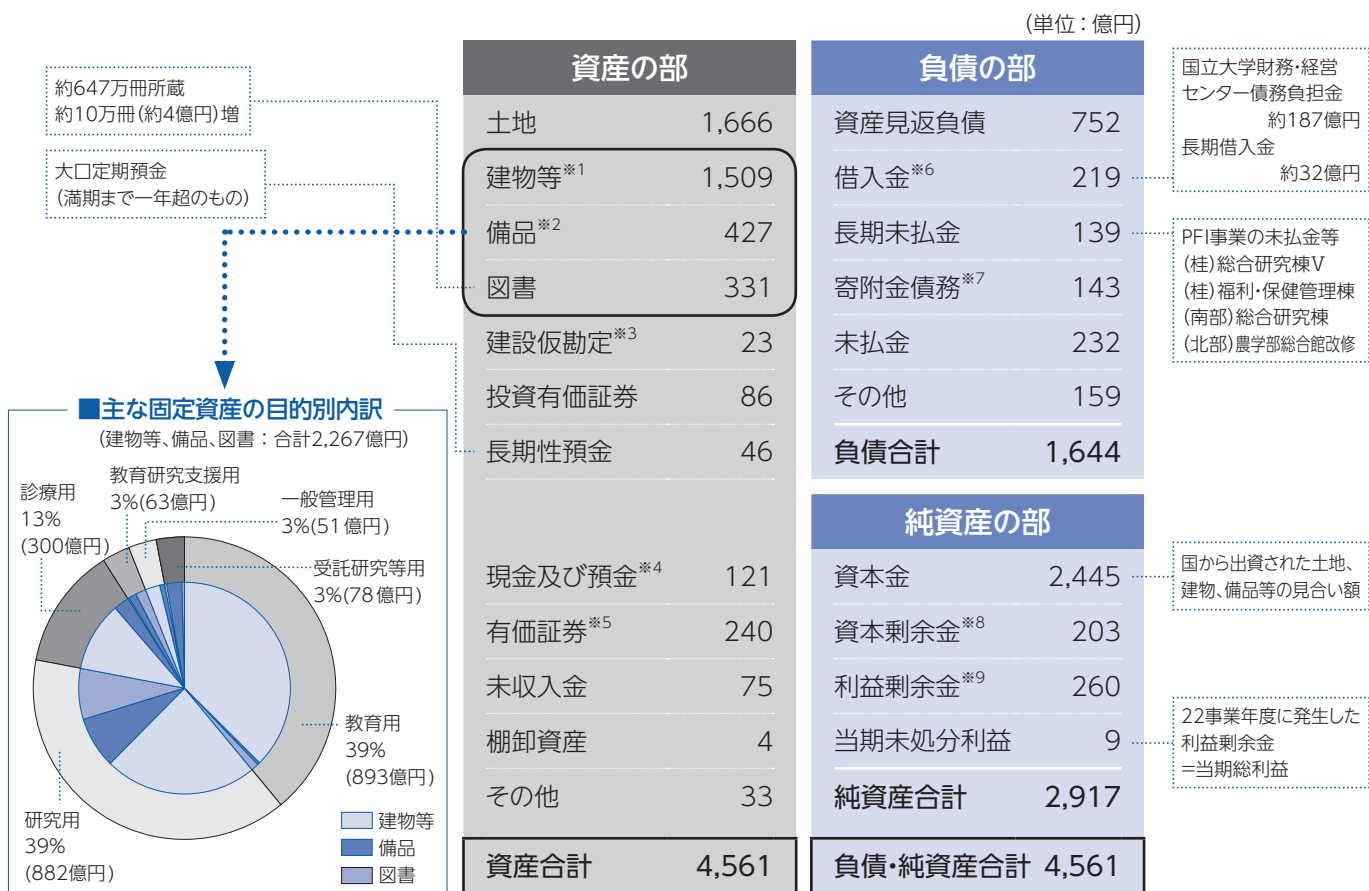 (単位：億円)
約647万冊所蔵
約10万冊(約4億円)増
大口定期預金
(満期まで一年超のもの)
資産の部
土地 1,666
建物等※1 1,509
備品※2 427
図書 331
建設仮勘定※3 23
投資有価証券 86
長期性預金 46
現金及び預金※4 121
有価証券※5 240
未収入金 75
棚卸資産 4
その他 33
資産合計 4,561
負債の部
資産見返負債 752
借入金※6 219
長期未払金 139
寄附金債務※7 143
未払金 232
その他 159
負債合計 1,644
純資産の部
資本金 2,445
資本剰余金※8 203
利益剰余金※9 260
当期未処分利益 9
純資産合計 2,917
負債・純資産合計 4,561
国立大学財務・経営
センター債務負担金
約187億円
長期借入金
約32億円
PFI事業の未払金等
(桂)総合研究棟Ⅴ
(桂)福利・保健管理棟
(南部)総合研究棟
(北部)農学部総合館改修
国から出資された土地、
建物、備品等の見合い額
22事業年度に発生した
利益剰余金
=当期総利益
■主な固定資産の目的別内訳
(建物等、備品、図書：合計2,267億円)
診療用
13%
(300億円)
教育研究支援用
3%(63億円)
一般管理用
3%(51億円)
受託研究等用
3%(78億円)
教育用
39%
(893億円)
研究用
39%
(882億円)
建物等
備品
図書